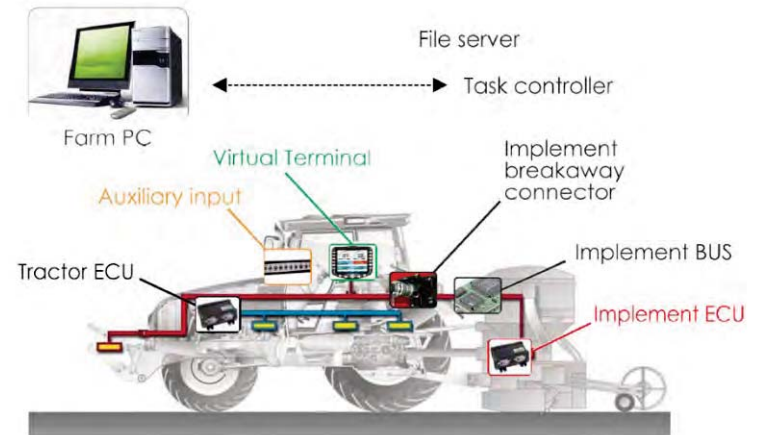 File server
Task controller
Farm PC
Virtual Terminal
Implement
breakaway
connector
Auxiliary input
Implement BUS
Tractor ECU
Implement ECU